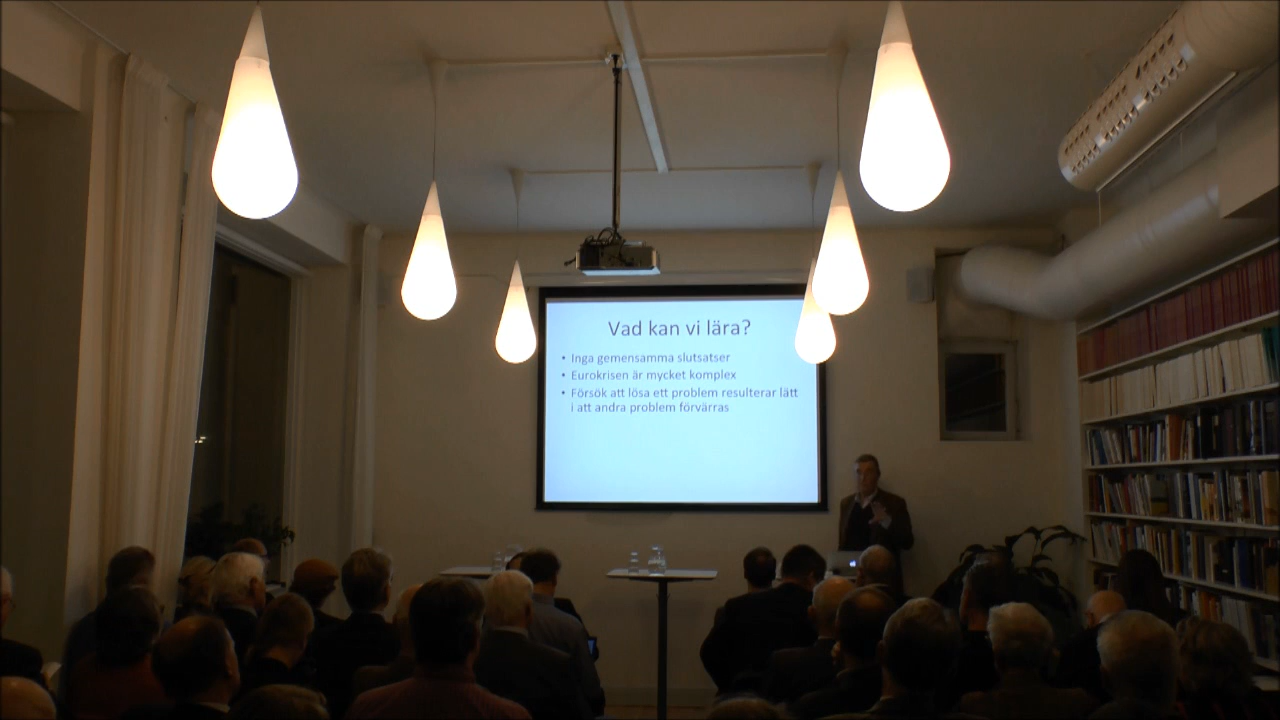 Vad kan vi lära?
• Inga gemensamma slutsatser
• Eurokrisen är mycket komplex
• Försök att lösa ett problem resulterar lätt
i att andra problem förvärras